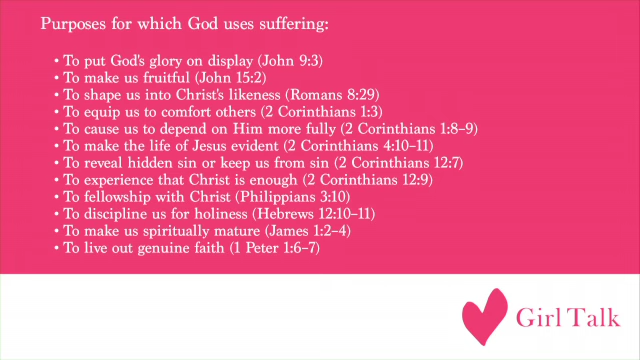 Purposes for which God uses suffering:
• To put God's glory on display (John 9:3)
• To make us fruitful (John 15:2)
• To shape us into Christ's likeness (Romans 8:29)
• To equip us to comfort others (2 Corinthians 1:3)
• To cause us to depend on Him more fully (2 Corinthians 1:8–9)
• To make the life of Jesus evident (2 Corinthians 4:10–11)
• To reveal hidden sin or keep us from sin (2 Corinthians 12:7)
• To experience that Christ is enough (2 Corinthians 12:9)
• To fellowship with Christ (Philippians 3:10)
• To discipline us for holiness (Hebrews 12:10–11)
• To make us spiritually mature (James 1:2–4)
• To live out genuine faith (1 Peter 1:6–7)
Girl Talk